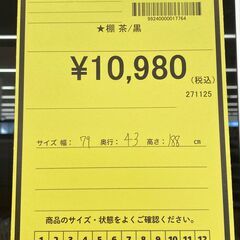 99240000017764
★棚 茶/黒
¥10,980
(税込)
271125
サイズ 幅: 79 奥行: 43 高さ: 188 cm
商品のサイズ・状態をよくご確認ください。
1 2 3 4 5 6 7 8 9 10 11 12